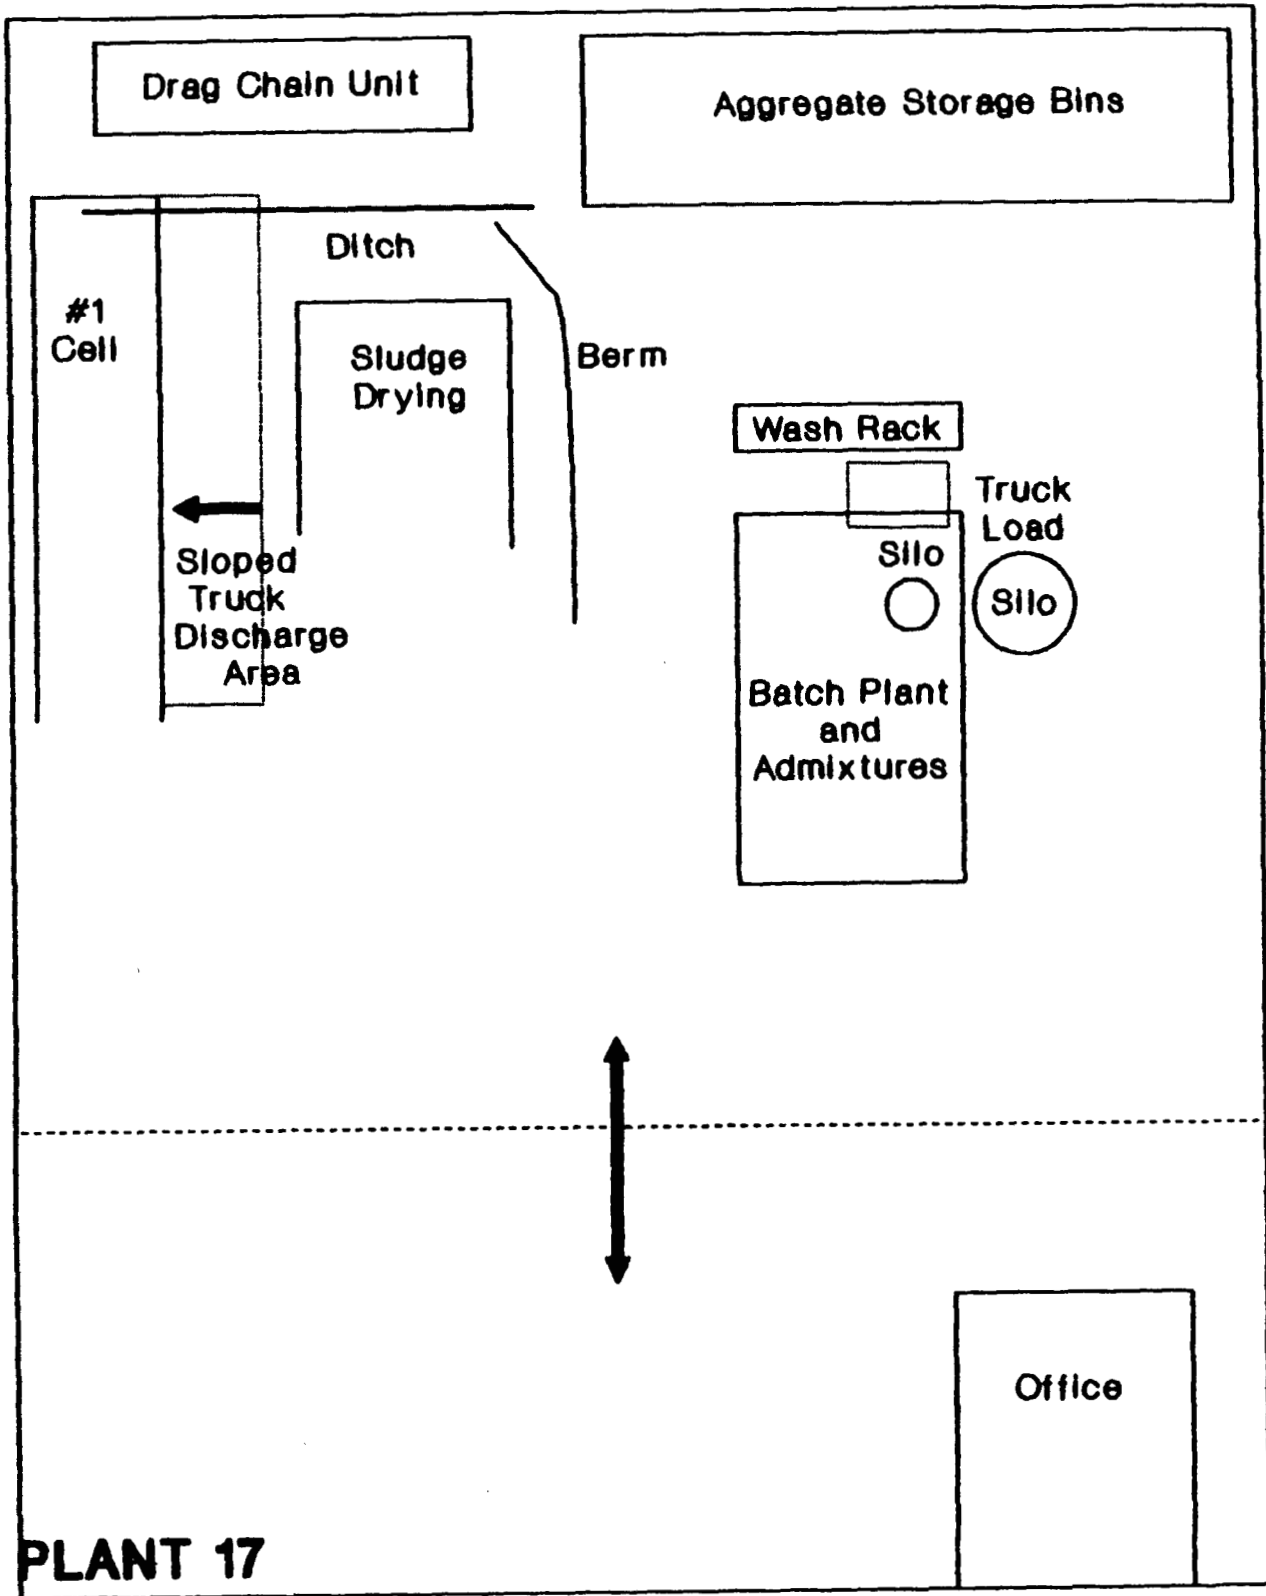 Drag Chain Unit
Aggregate Storage Bins
Ditch
#1
Cell
Sludge
Drying
Berm
Wash Rack
Truck
Load
Silo
Silo
Sloped
Truck
Discharge
Area
Batch Plant
and
Admixtures
Office
PLANT 17